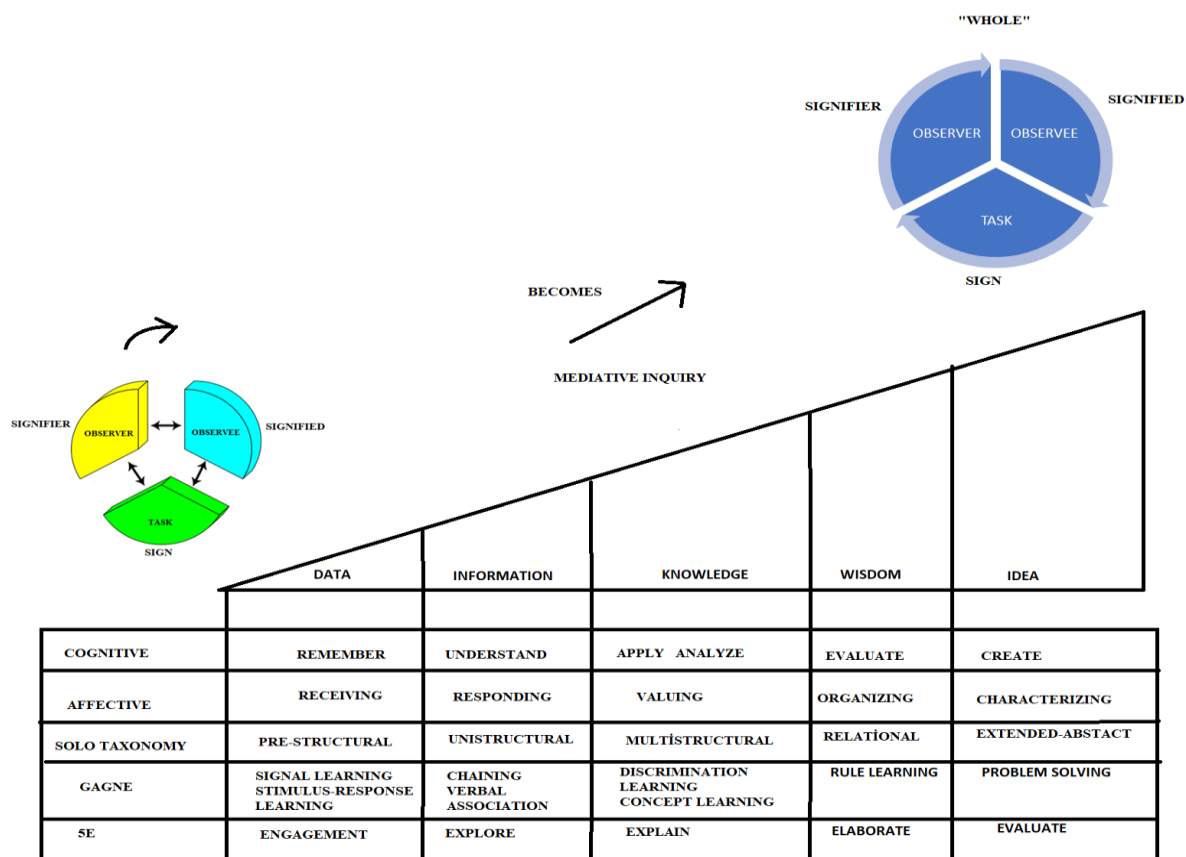 "WHOLE"
SIGNIFIER
SIGNIFIED
OBSERVER
OBSERVEE
TASK
SIGN
BECOMES
MEDIATIVE INQUIRY
SIGNIFIER
OBSERVER
OBSERVEE
SIGNIFIED
TASK
SIGN
DATA INFORMATION KNOWLEDGE WISDOM IDEA
COGNITIVE REMEMBER UNDERSTAND APPLY ANALYZE EVALUATE CREATE
AFFECTIVE RECEIVING RESPONDING VALUING ORGANIZING CHARACTERIZING
SOLO TAXONOMY PRE-STRUCTURAL UNISTRUCTURAL MULTİSTRUCTURAL RELATİONAL EXTENDED-ABSTACT
GAGNE
SIGNAL LEARNING
STIMULUS-RESPONSE
LEARNING
CHAINING
VERBAL
ASSOCIATION
DISCRIMINATION
LEARNING
CONCEPT LEARNING
RULE LEARNING
PROBLEM SOLVING
5E ENGAGEMENT EXPLORE EXPLAIN ELABORATE EVALUATE